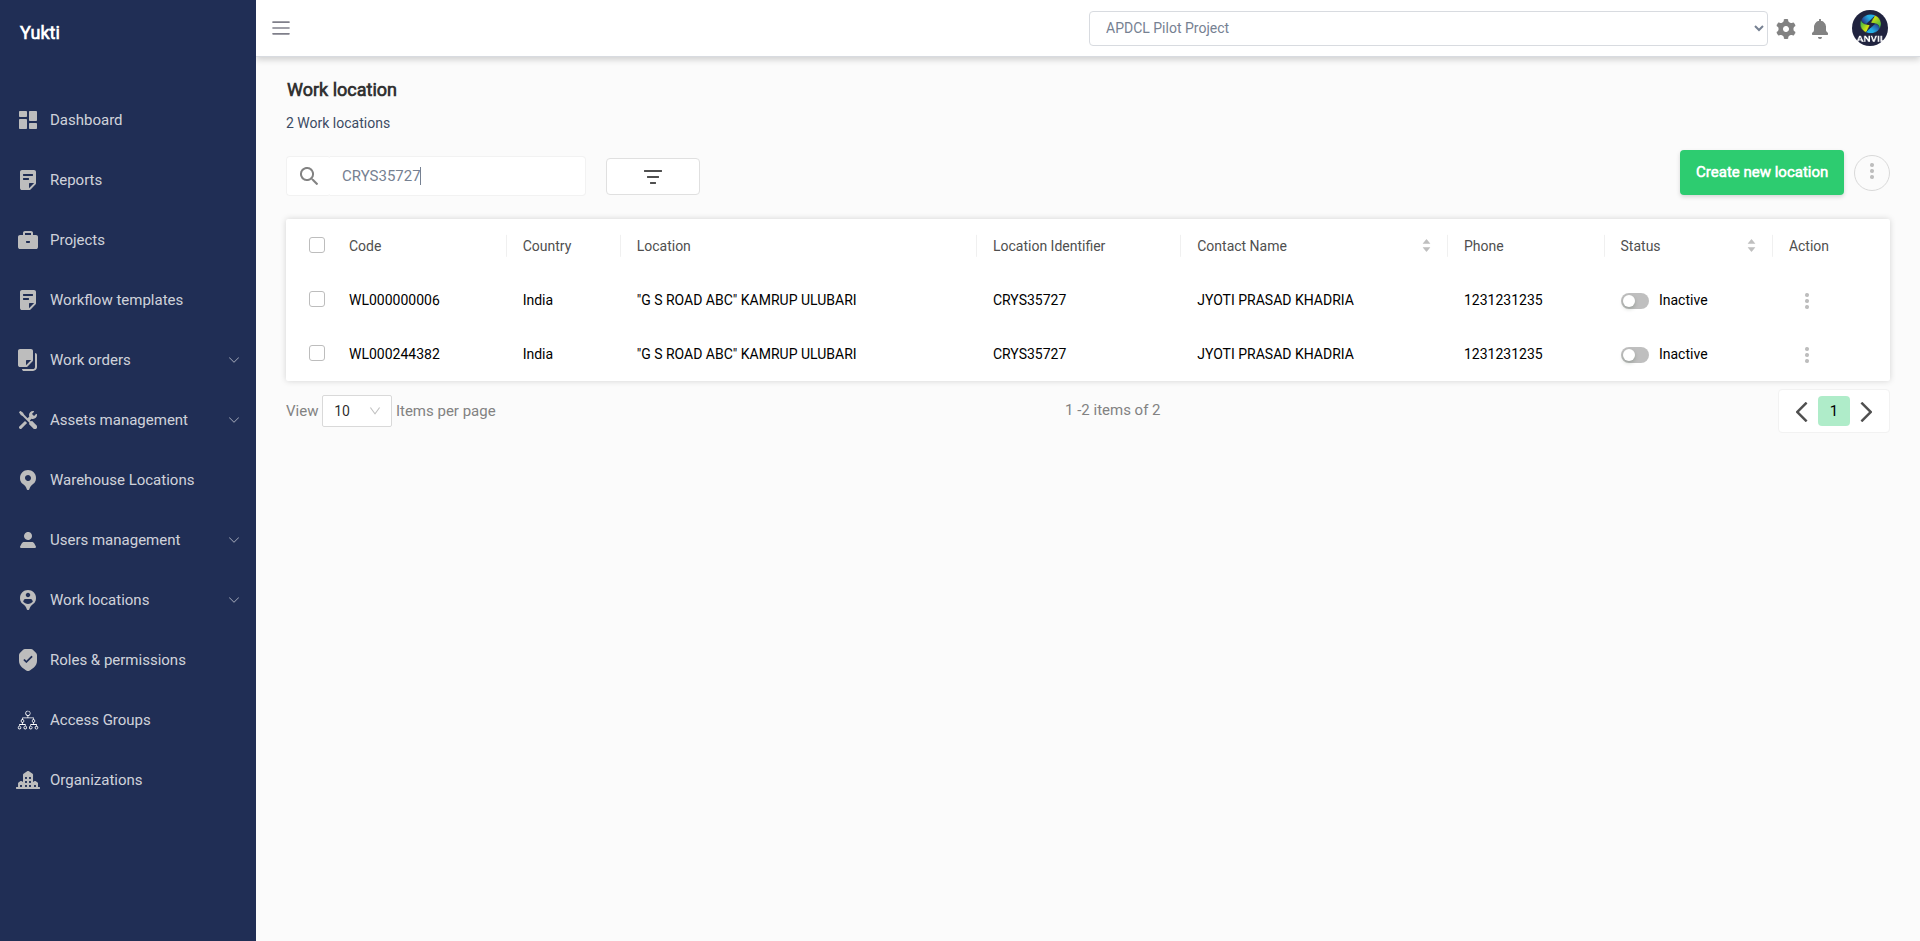 Yukti
APDCL Pilot Project
ANVIL
Dashboard
Reports
Projects
Workflow templates
Work orders
Assets management
Warehouse Locations
Users management
Work locations
Roles & permissions
Access Groups
Organizations
Work location
2 Work locations
CRYS35727
Create new location
Code Country Location Location Identifier Contact Name Phone Status Action
WL000000006 India "G S ROAD ABC" KAMRUP ULUBARI CRYS35727 JYOTI PRASAD KHADRIA 1231231235 Inactive
WL000244382 India "G S ROAD ABC" KAMRUP ULUBARI CRYS35727 JYOTI PRASAD KHADRIA 1231231235 Inactive
View 10 Items per page 1 -2 items of 2 1